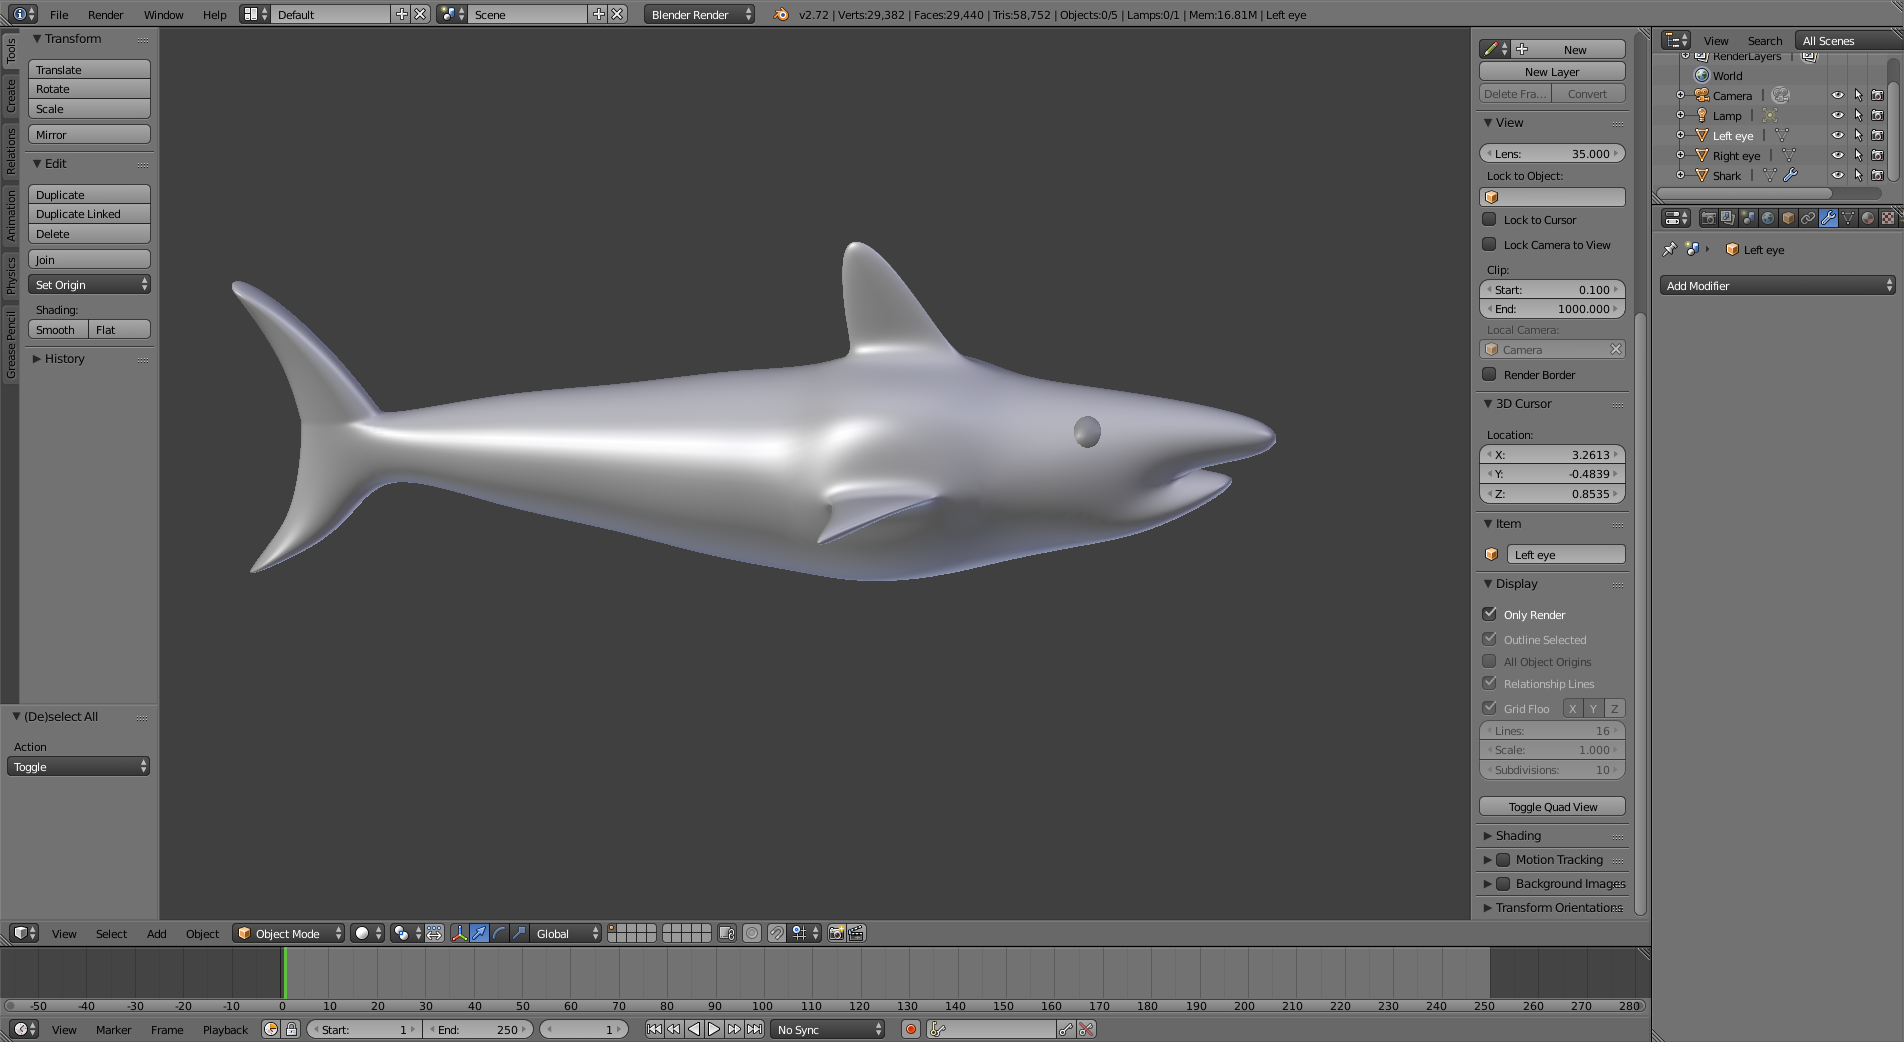 File Render Window Help Default Scene Blender Render v2.72 | Verts:29,382 | Faces:29,440 | Tris:58,752 | Objects:0/5 | Lamps:0/1 | Mem:16.81M | Left eye
Tools
Create
Relations
Animation
Physics
Grease Pencil
Transform
Translate
Rotate
Scale
Mirror
Edit
Duplicate
Duplicate Linked
Delete
Join
Set Origin
Shading:
Smooth Flat
History
(De)select All
Action
Toggle
New
New Layer
Delete Fra... Convert
View
Lens: 35.000
Lock to Object:
Lock to Cursor
Lock Camera to View
Clip:
Start: 0.100
End: 1000.000
Local Camera:
Camera
Render Border
3D Cursor
Location:
X: 3.2613
Y: -0.4839
Z: 0.8535
Item
Left eye
Display
Only Render
Outline Selected
All Object Origins
Relationship Lines
Grid Floo X Y Z
Lines: 16
Scale: 1.000
Subdivisions: 10
Toggle Quad View
Shading
Motion Tracking
Background Images
Transform Orientations
View Search All Scenes
RenderLayers |
World
Camera |
Lamp |
Left eye |
Right eye |
Shark |
Left eye
Add Modifier
View Select Add Object Object Mode Global
-50 -40 -30 -20 -10 0 10 20 30 40 50 60 70 80 90 100 110 120 130 140 150 160 170 180 190 200 210 220 230 240 250 260 270 280
View Marker Frame Playback Start: 1 End: 250 1 No Sync